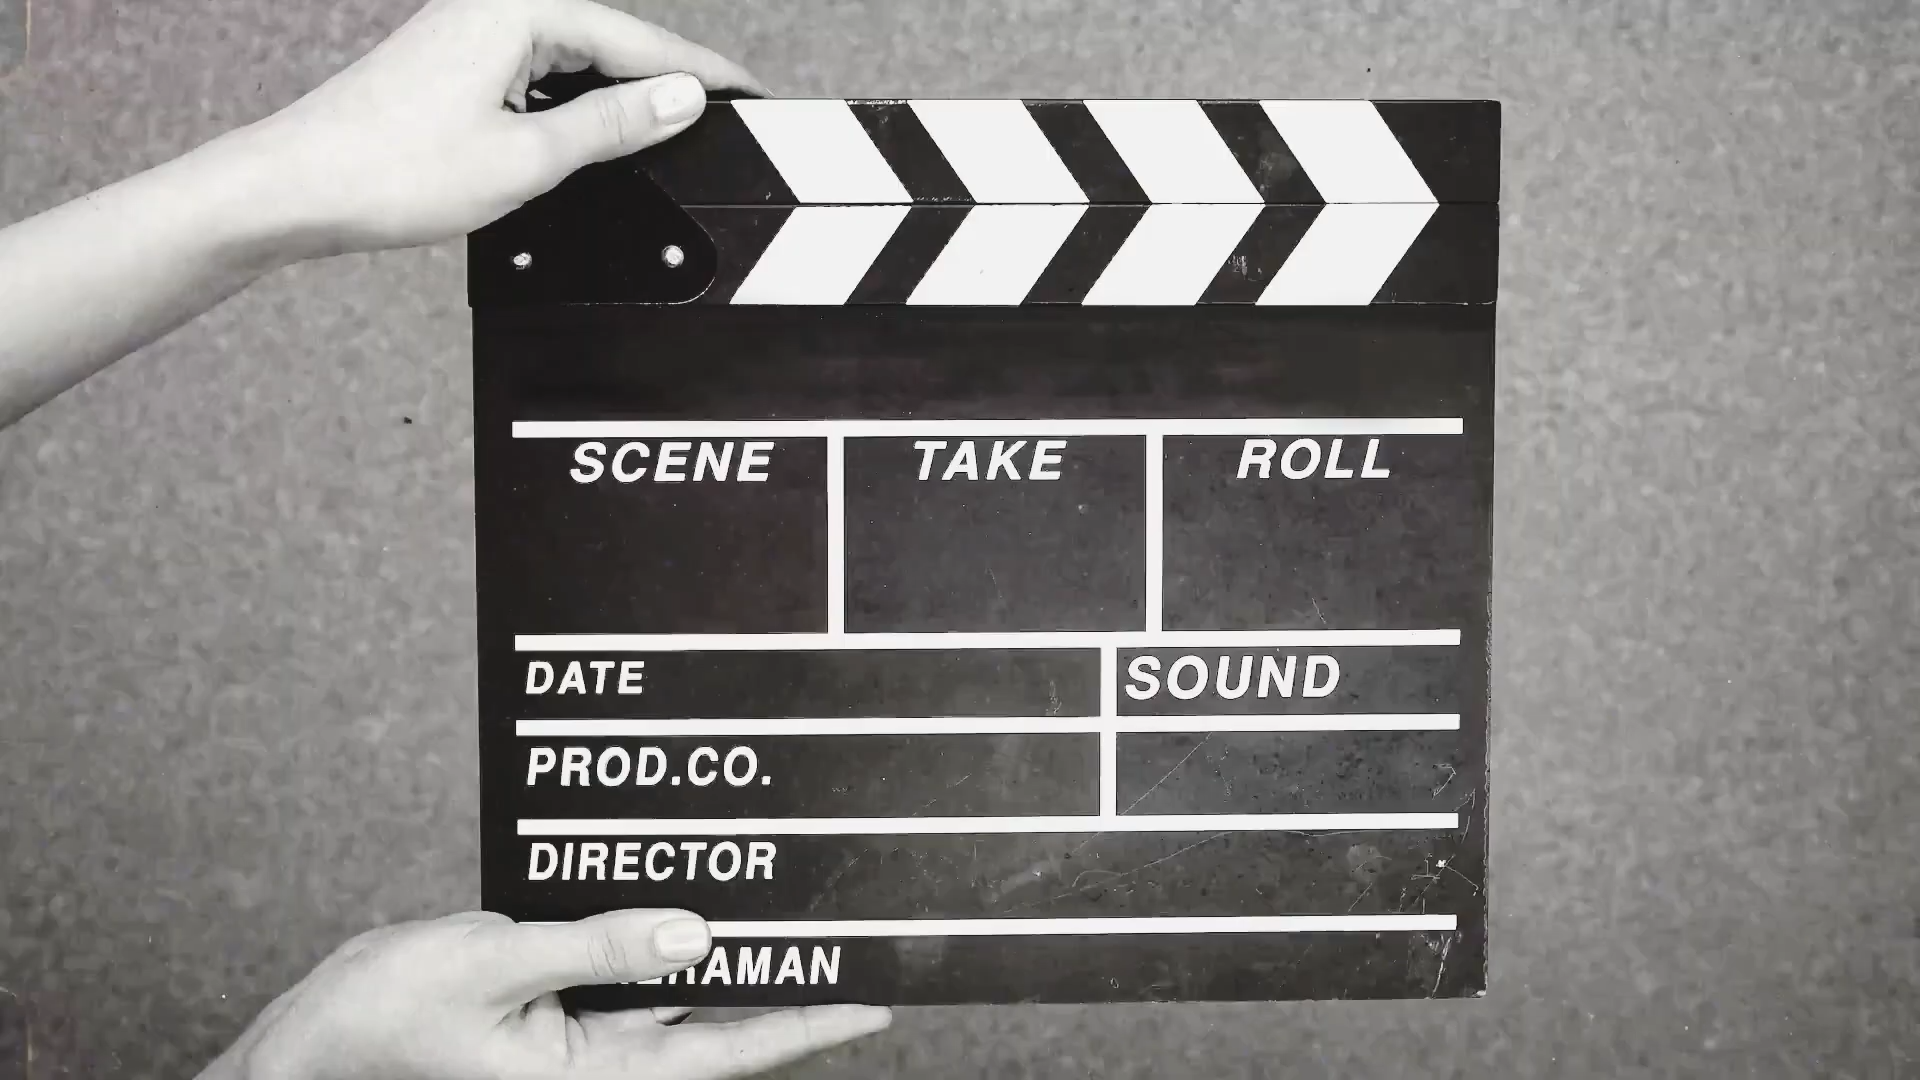 SCENE TAKE ROLL
DATE SOUND
PROD.CO.
DIRECTOR